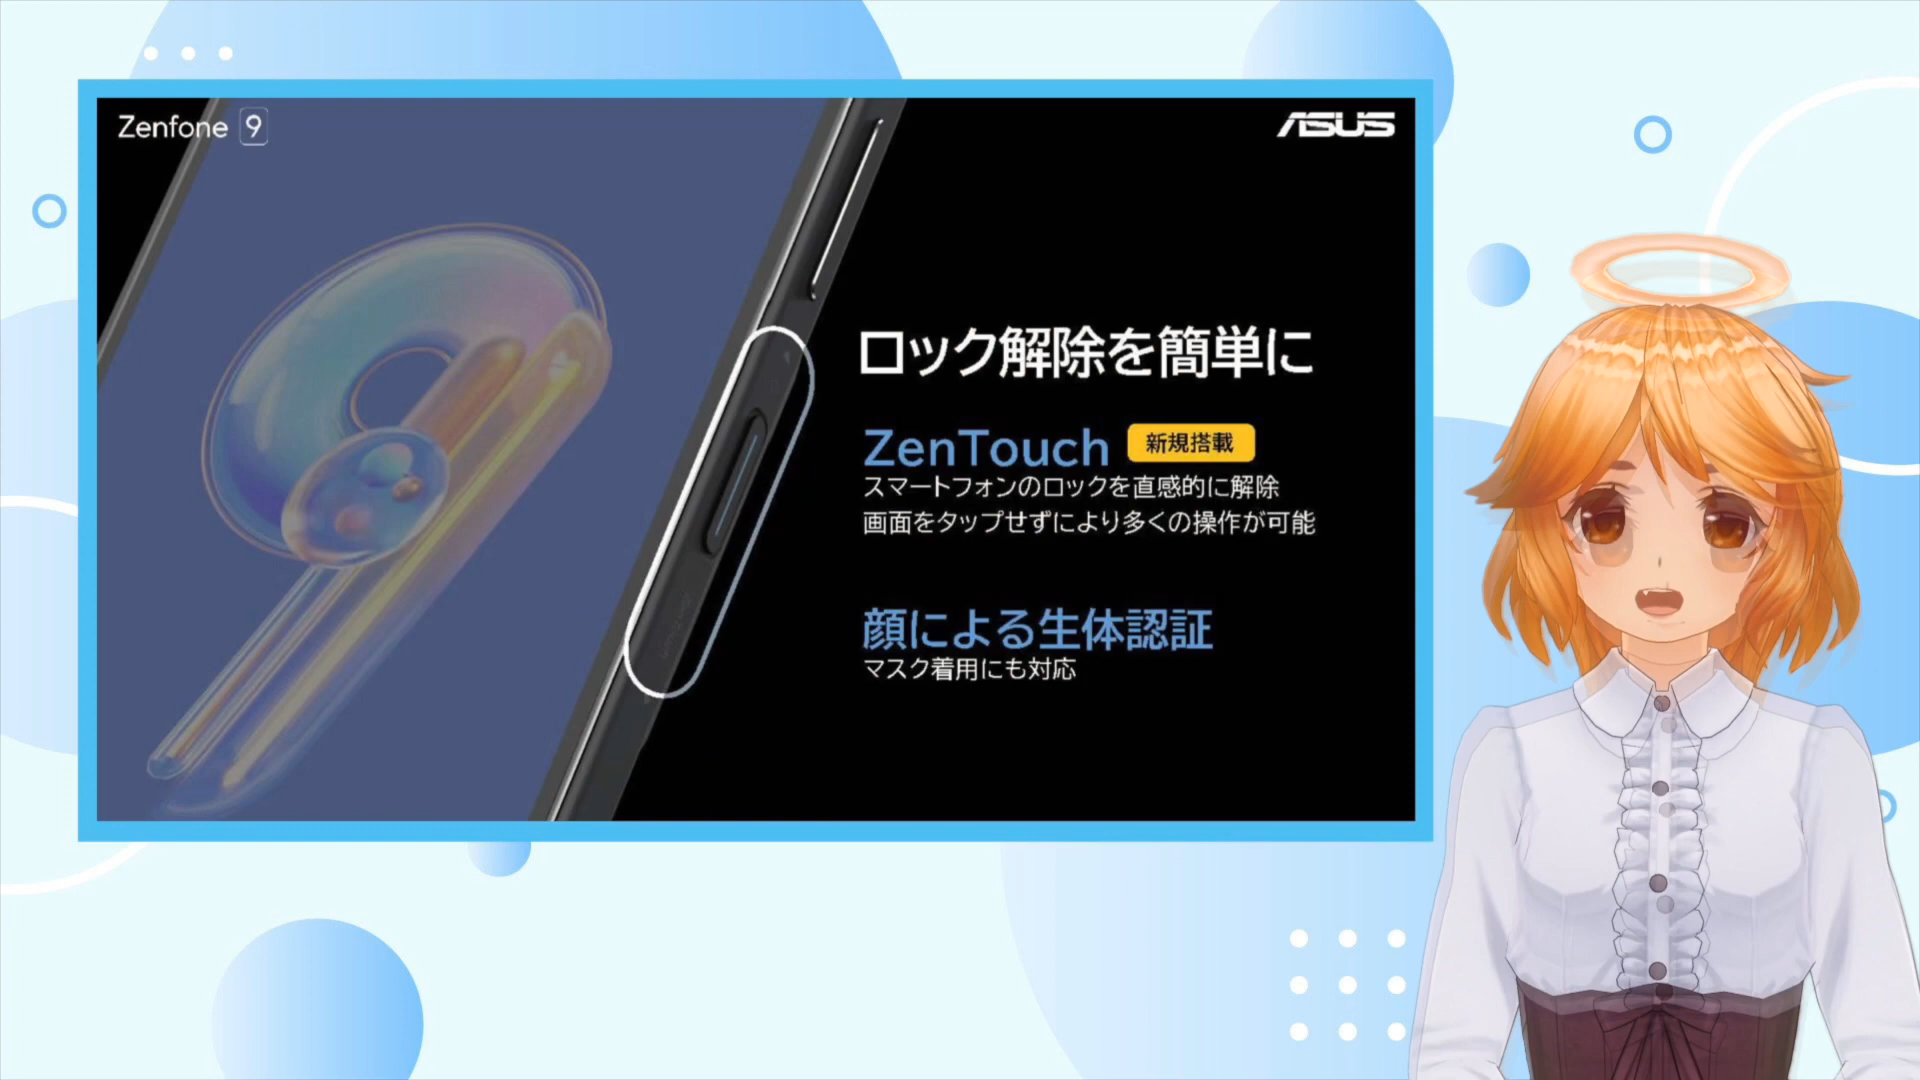 Zenfone 9
ASUS
ロック解除を簡単に
ZenTouch 新規搭載
スマートフォンのロックを直感的に解除
画面をタップせずにより多くの操作が可能
顔による生体認証
マスク着用にも対応